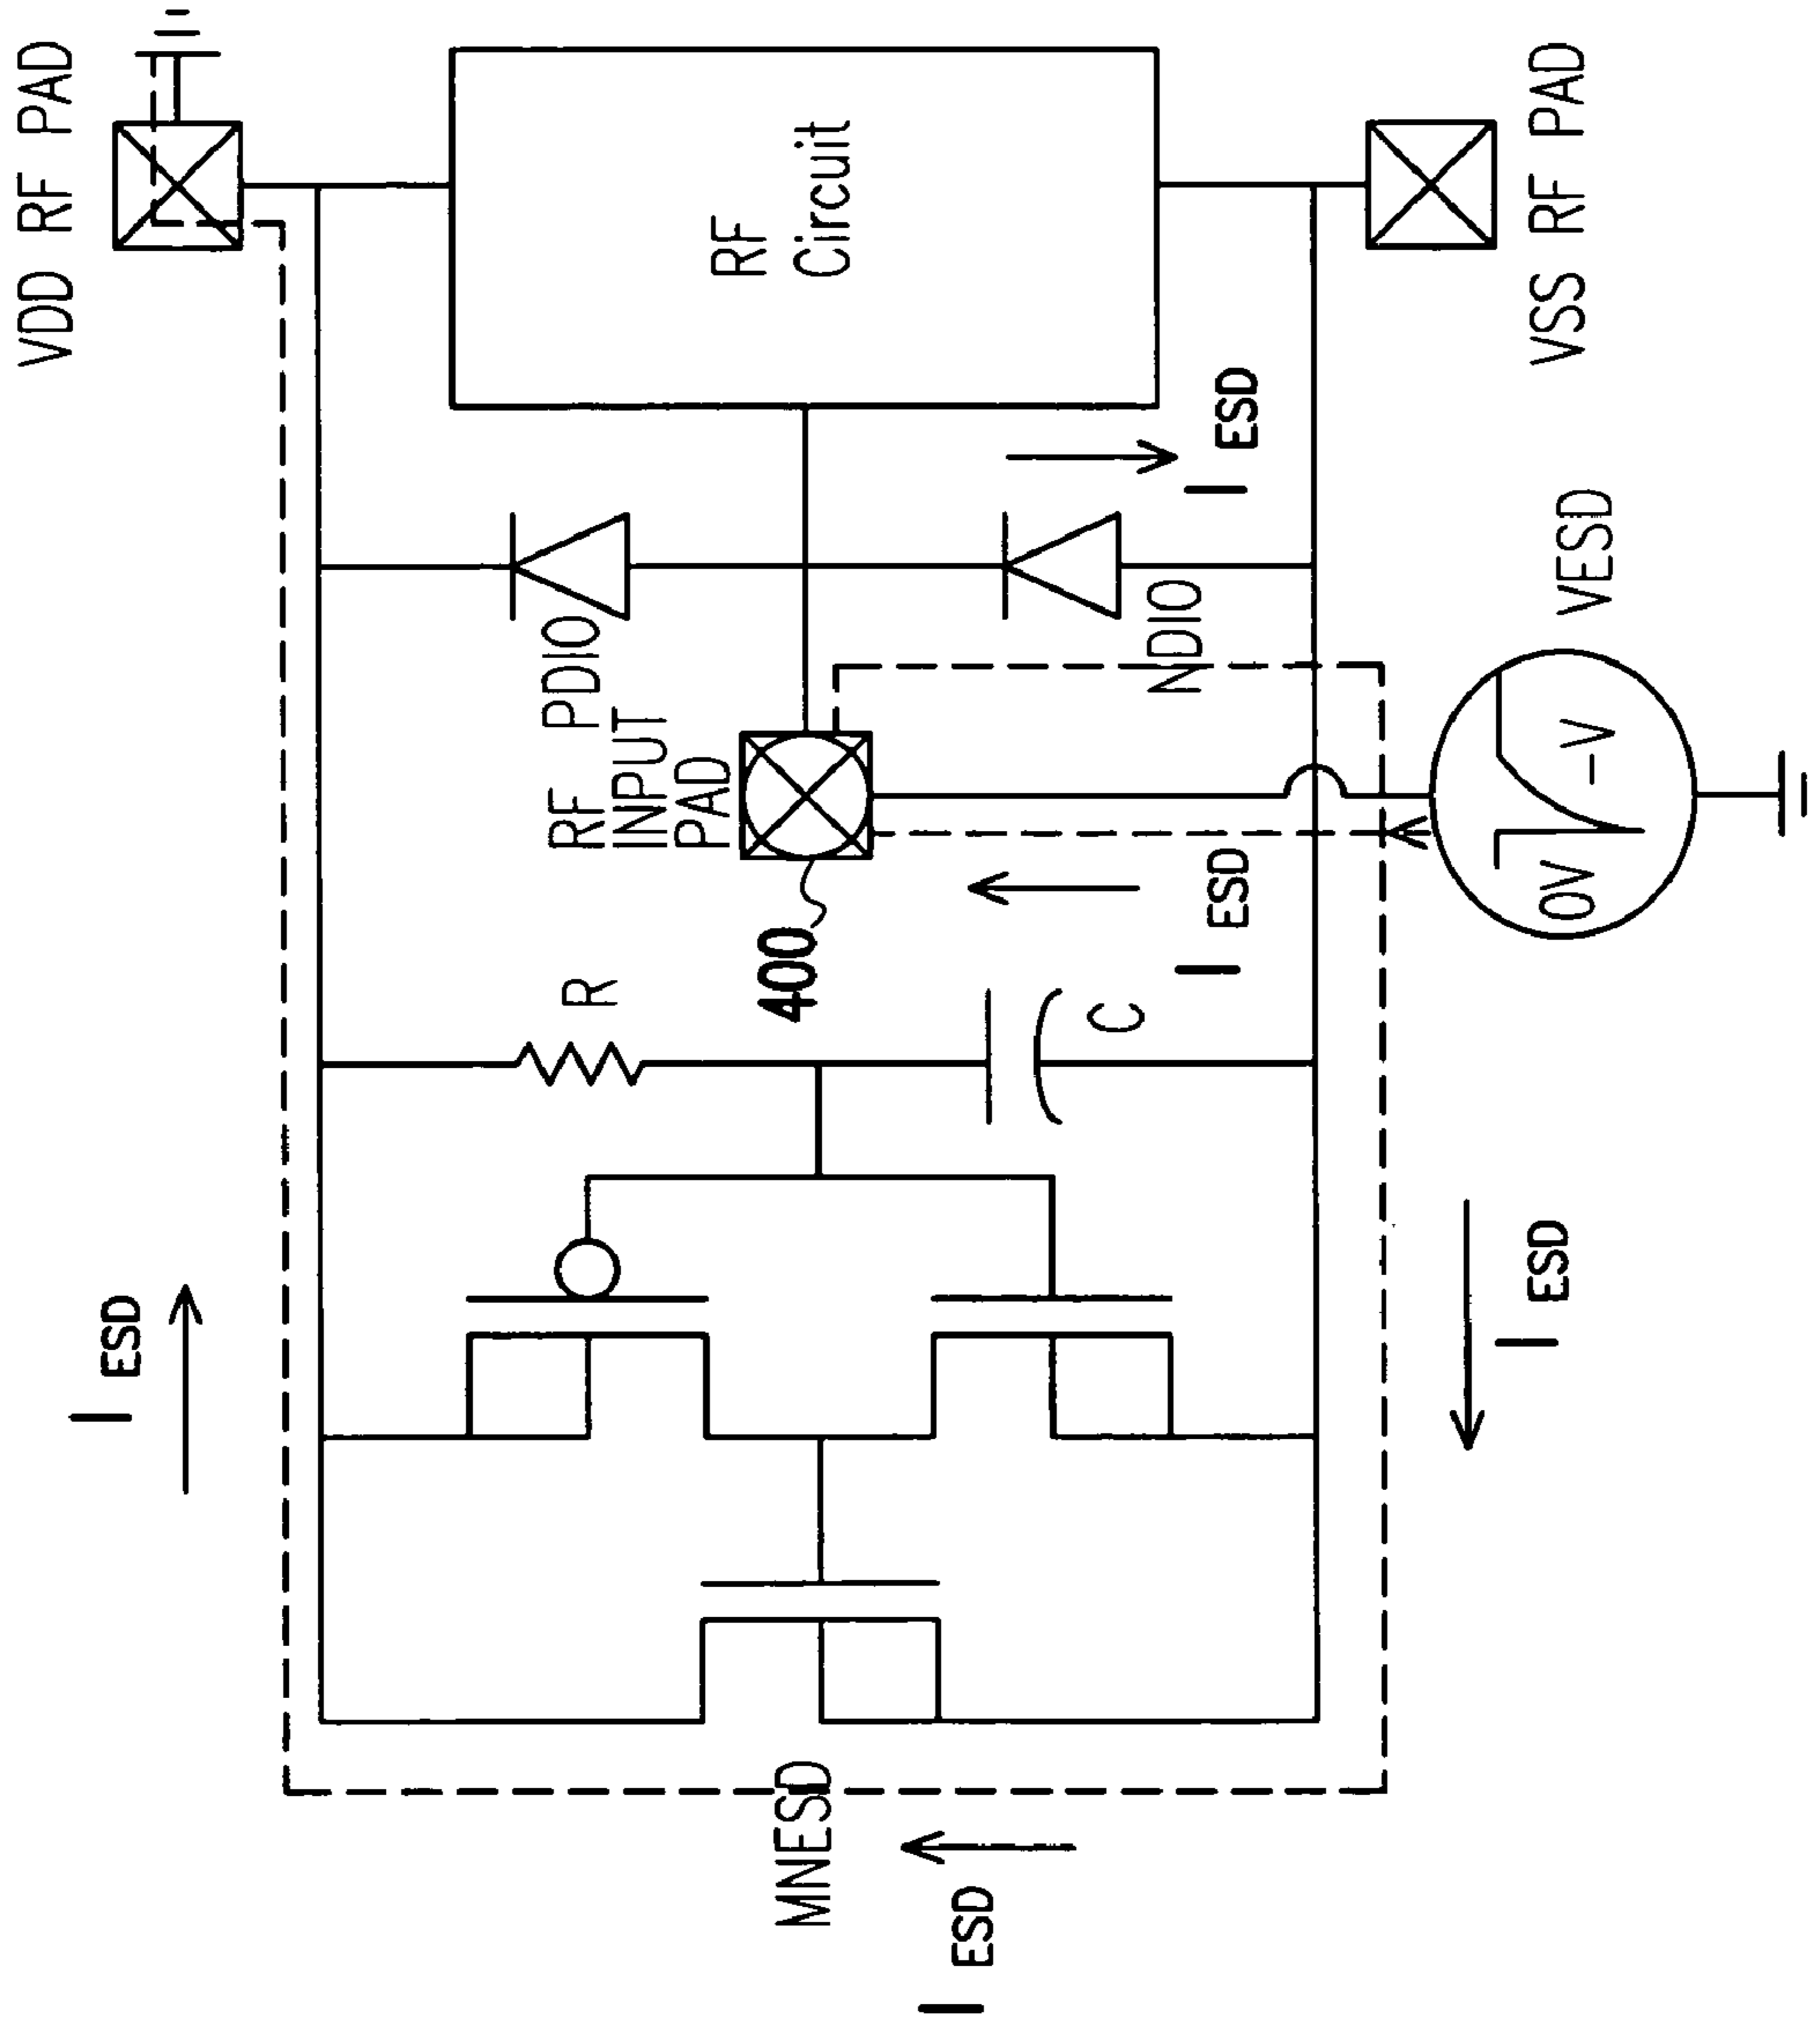 VDD RF PAD
I ESD
RF
Circuit
PDIO
RF
INPUT
PAD
400
R
C
NDIO
I ESD
I ESD
MNESD
I ESD
I ESD
VESD
0V
-V
VSS RF PAD